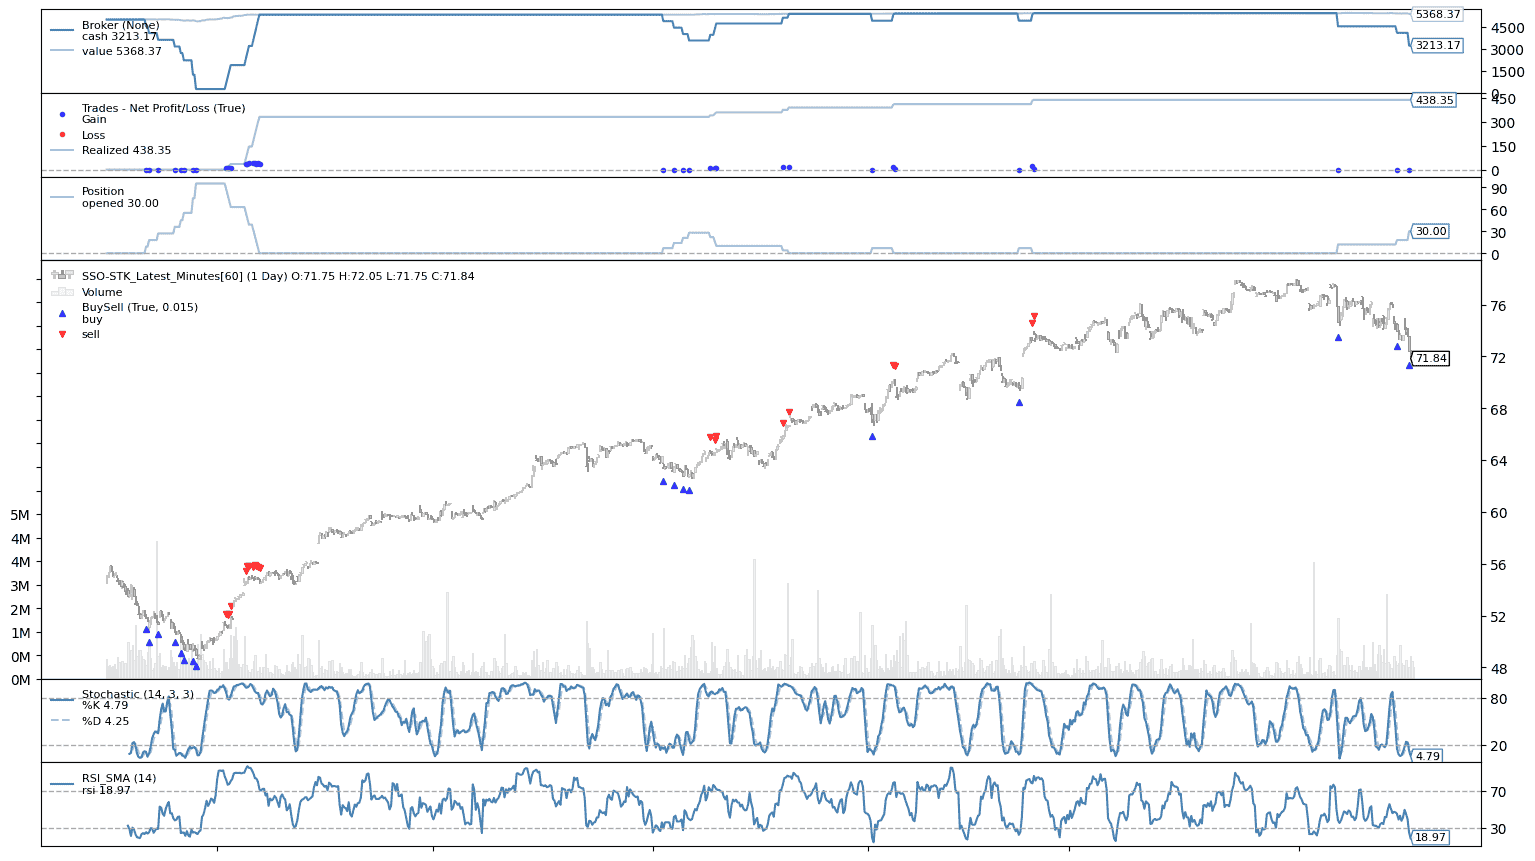 Broker (None)
cash 3213.17
value 5368.37
5368.37
4500
3213.17
3000
1500
0
Trades - Net Profit/Loss (True)
Gain
Loss
Realized 438.35
450
438.35
300
150
0
Position
opened 30.00
90
60
30.00
30
0
SSO-STK_Latest_Minutes[60] (1 Day) O:71.75 H:72.05 L:71.75 C:71.84
Volume
BuySell (True, 0.015)
buy
sell
76
72
71.84
68
64
60
56
52
48
5M
4M
4M
3M
2M
1M
0M
0M
Stochastic (14, 3, 3)
%K 4.79
%D 4.25
80
20
4.79
RSI_SMA (14)
rsi 18.97
70
30
18.97